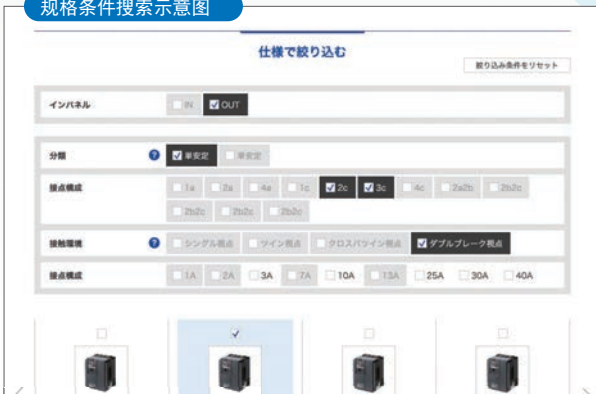 规格条件搜索示意图
仕様で絞り込む
絞り込み条件をリセット
インパネル IN OUT
分類 単安定 単安定
接点構成 1a 2a 4a 1c 2c 3c 4c 2a2b 2b2c
2b2c 2b2c 2b2c
接触環境 シングル視点 ツイン視点 クロスバツイン視点 ダブルブレーク視点
接点構成 1A 2A 3A 7A 10A 13A 25A 30A 40A